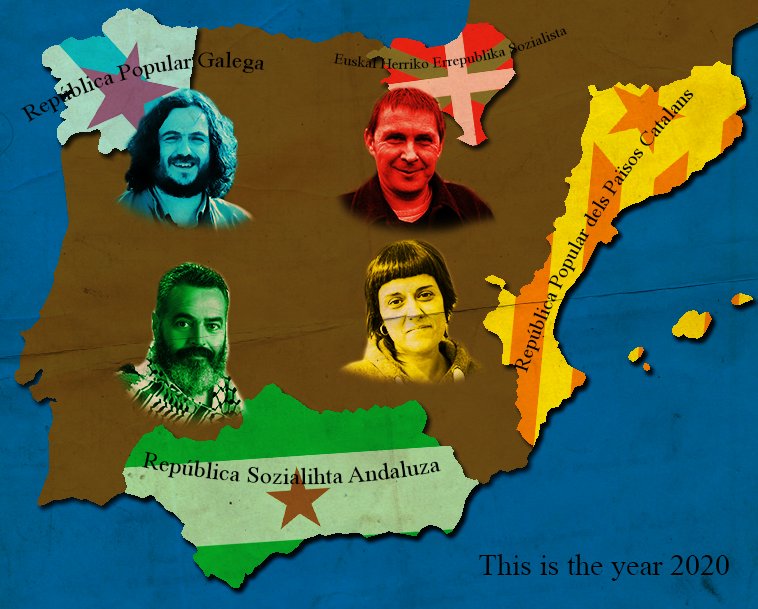 República Popular Galega
Euskal Herriko Errepublika Sozialista
República Popular dels Països Catalans
República Sozialihta Andaluza
This is the year 2020